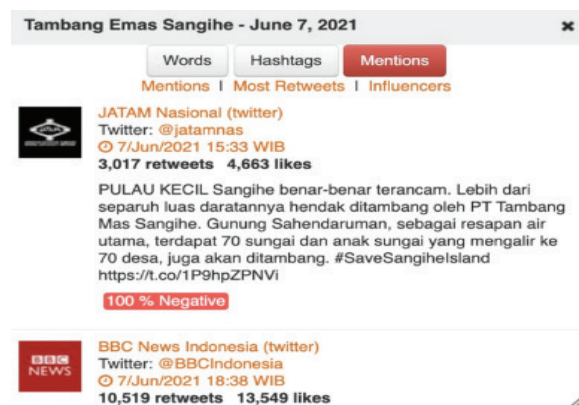 Tambang Emas Sangihe - June 7, 2021 ×
Words Hashtags Mentions
Mentions | Most Retweets | Influencers
JATAM Nasional (twitter)
Twitter: @jatamnas
7/Jun/2021 15:33 WIB
3,017 retweets 4,663 likes
PULAU KECIL Sangihe benar-benar terancam. Lebih dari
separuh luas daratannya hendak ditambang oleh PT Tambang
Mas Sangihe. Gunung Sahendaruman, sebagai resapan air
utama, terdapat 70 sungai dan anak sungai yang mengalir ke
70 desa, juga akan ditambang. #SaveSangiheIsland
https://t.co/1P9hpZPNVi
100 % Negative
BBC
NEWS
BBC News Indonesia (twitter)
Twitter: @BBCIndonesia
7/Jun/2021 18:38 WIB
10,519 retweets 13,549 likes